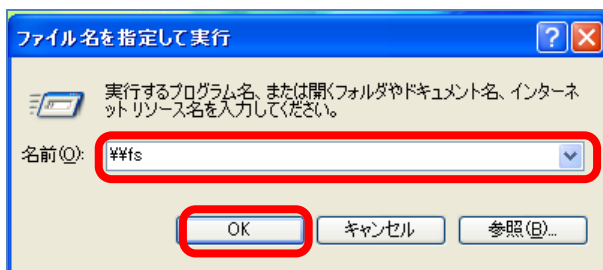 ファイル名を指定して実行
実行するプログラム名、または開くフォルダやドキュメント名、インターネ
ット リソース名を入力してください。
名前(O): ¥¥fs
OK キャンセル 参照(B)...